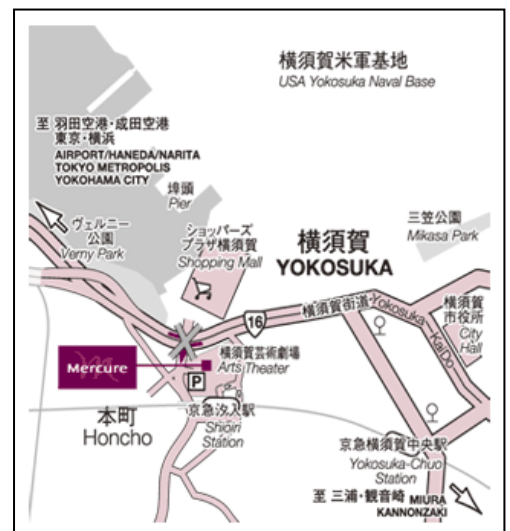 横須賀米軍基地
USA Yokosuka Naval Base
至 羽田空港・成田空港
東京・横浜
AIRPORT/HANEDA/NARITA
TOKYO METROPOLIS
YOKOHAMA CITY
埠頭
Pier
ヴェルニー
公園
Verny Park
ショッパーズ
プラザ横須賀
Shopping Mall
横須賀
YOKOSUKA
三笠公園
Mikasa Park
16
横須賀街道 Yokosuka-KaiDo
横須賀
市役所
City
Hall
Mercure
横須賀芸術劇場
Arts Theater
P
本町
Honcho
京急汐入駅
Shioiri
Station
京急横須賀中央駅
Yokosuka-Chuo
Station
至 三浦・観音崎 MIURA
KANNONZAKI